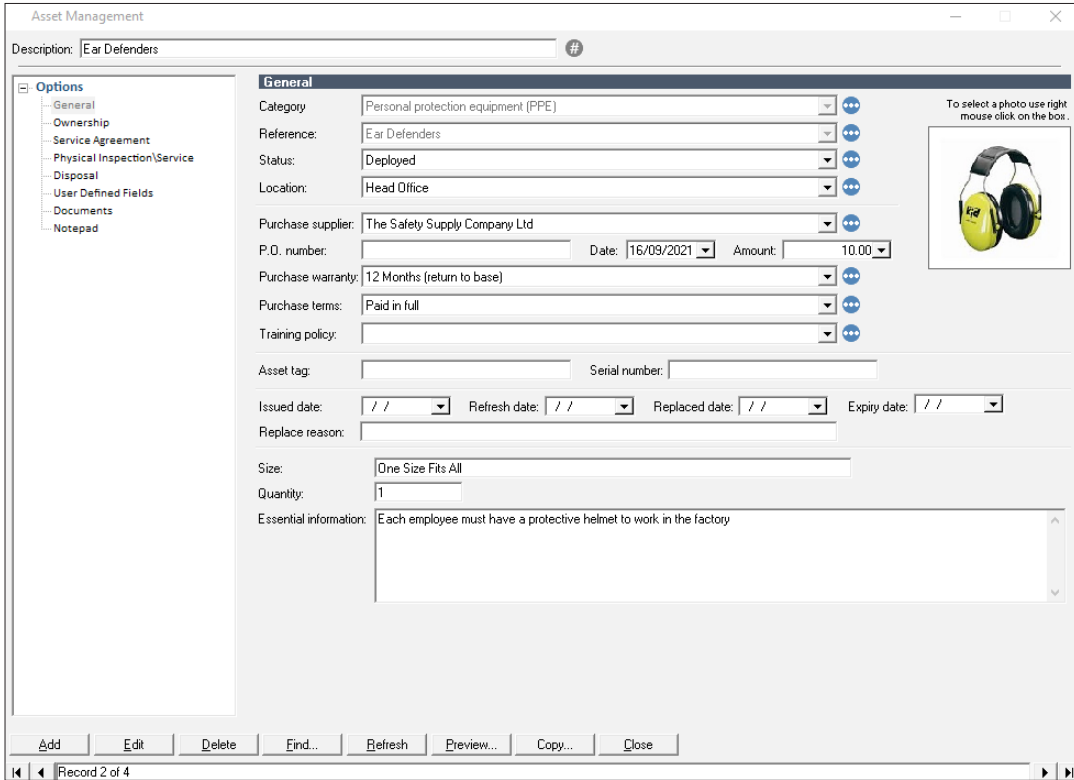 Asset Management
Description: Ear Defenders #
Options
General
Ownership
Service Agreement
Physical Inspection\Service
Disposal
User Defined Fields
Documents
Notepad
General
To select a photo use right
mouse click on the box.
Category Personal protection equipment (PPE)
Reference: Ear Defenders
Status: Deployed
Location: Head Office
Purchase supplier: The Safety Supply Company Ltd
P.O. number: Date: 16/09/2021 Amount: 10.00
Purchase warranty: 12 Months (return to base)
Purchase terms: Paid in full
Training policy:
Asset tag: Serial number:
Issued date: / / Refresh date: / / Replaced date: / / Expiry date: / /
Replace reason:
Size: One Size Fits All
Quantity: 1
Essential information: Each employee must have a protective helmet to work in the factory
Add Edit Delete Find... Refresh Preview... Copy... Close
Record 2 of 4